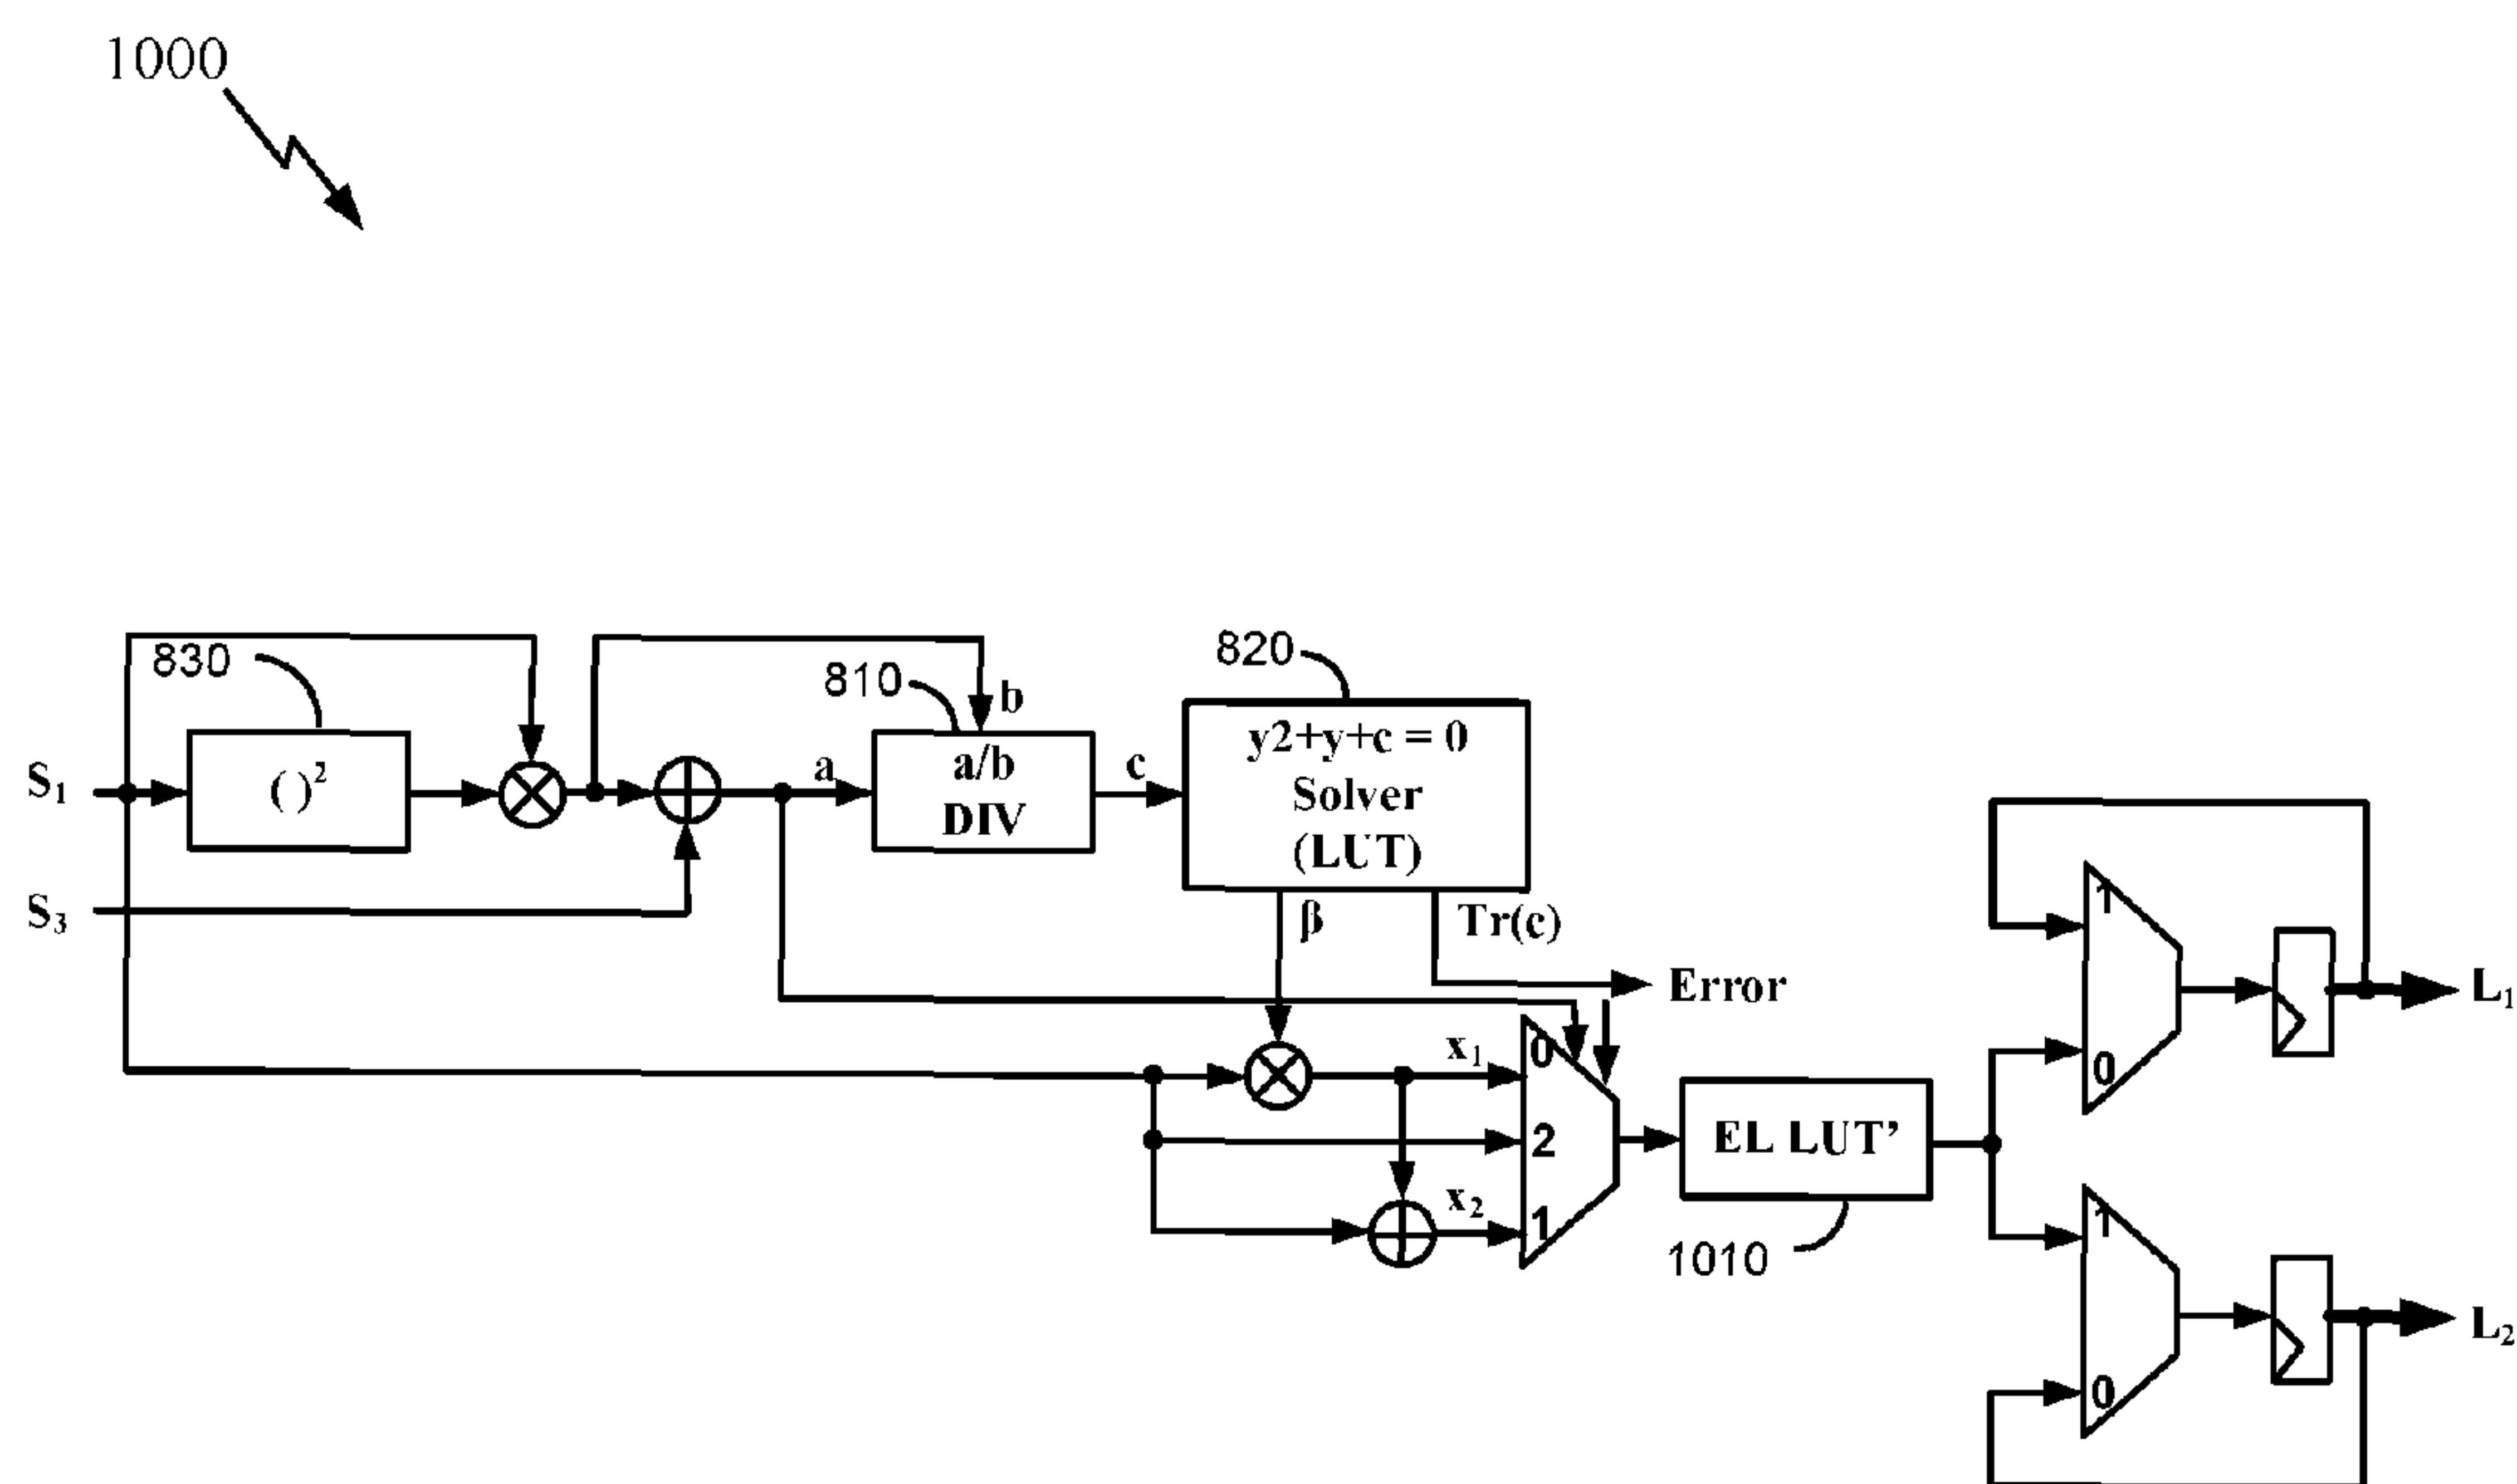 1000
830
810
820
b
S₁
( )²
a
a/b
DIV
c
y2+y+c = 0
Solver
(LUT)
S₃
β
Tr(c)
Error
x₁
0
2
x₂
1
EL LUT’
1010
1
0
L₁
1
0
L₂